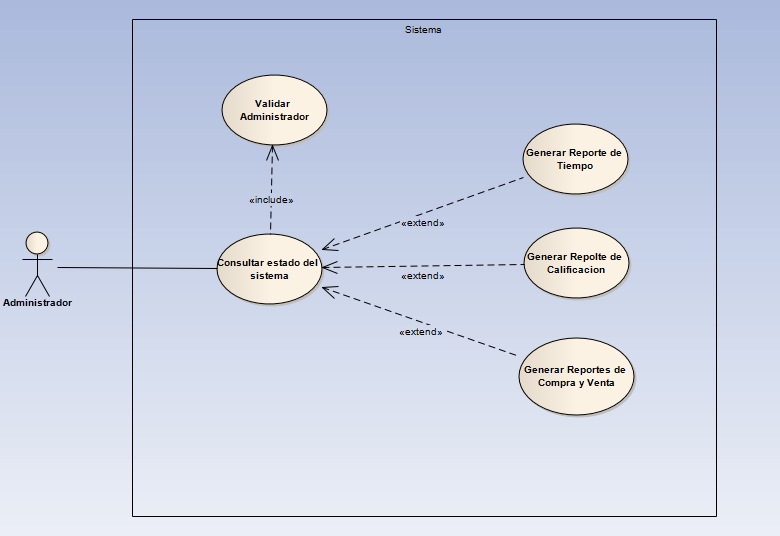 Sistema
Validar
Administrador
«include»
Generar Reporte de
Tiempo
«extend»
Consultar estado del
sistema
Generar Repolte de
Calificacion
«extend»
Administrador
«extend»
Generar Reportes de
Compra y Venta